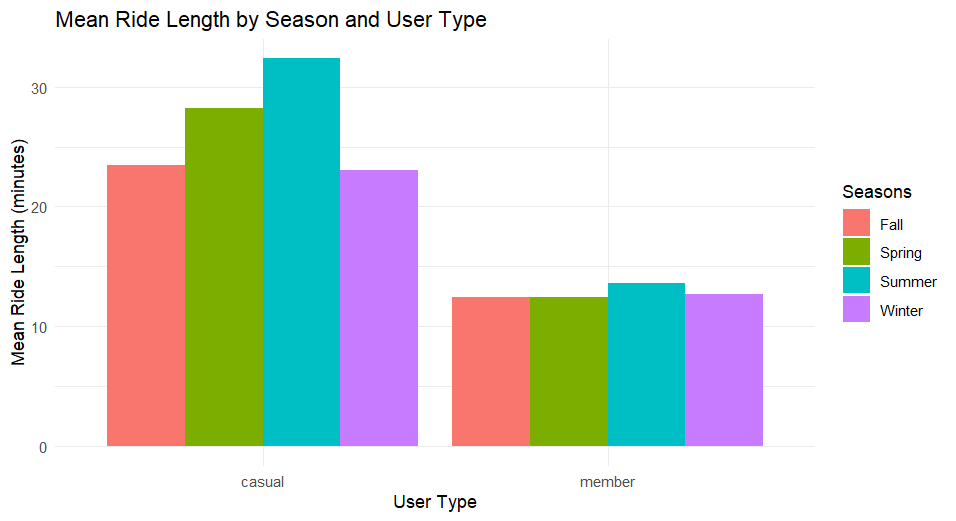 Mean Ride Length by Season and User Type
Mean Ride Length (minutes)
30
20
10
0
casual
member
User Type
Seasons
Fall
Spring
Summer
Winter